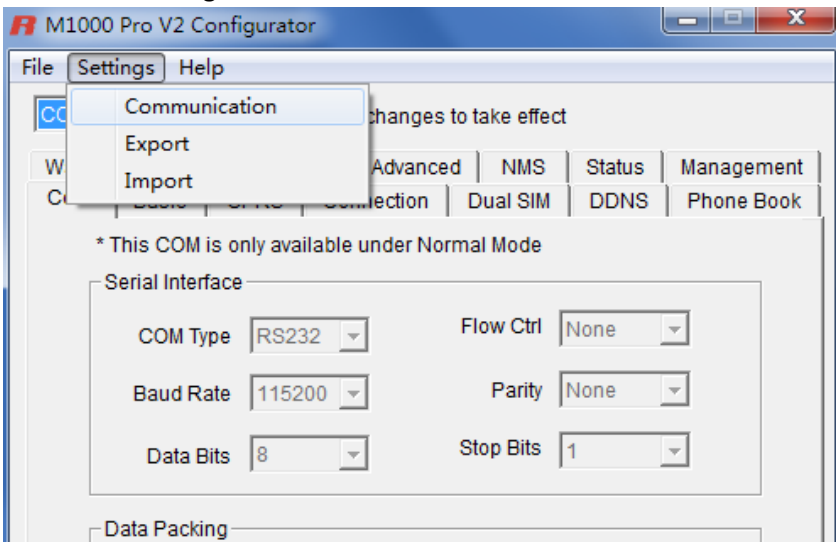 M1000 Pro V2 Configurator
File Settings Help
Communication
Export
Import
changes to take effect
Advanced NMS Status Management
Dual SIM DDNS Phone Book
* This COM is only available under Normal Mode
Serial Interface
COM Type RS232 Flow Ctrl None
Baud Rate 115200 Parity None
Data Bits 8 Stop Bits 1
Data Packing